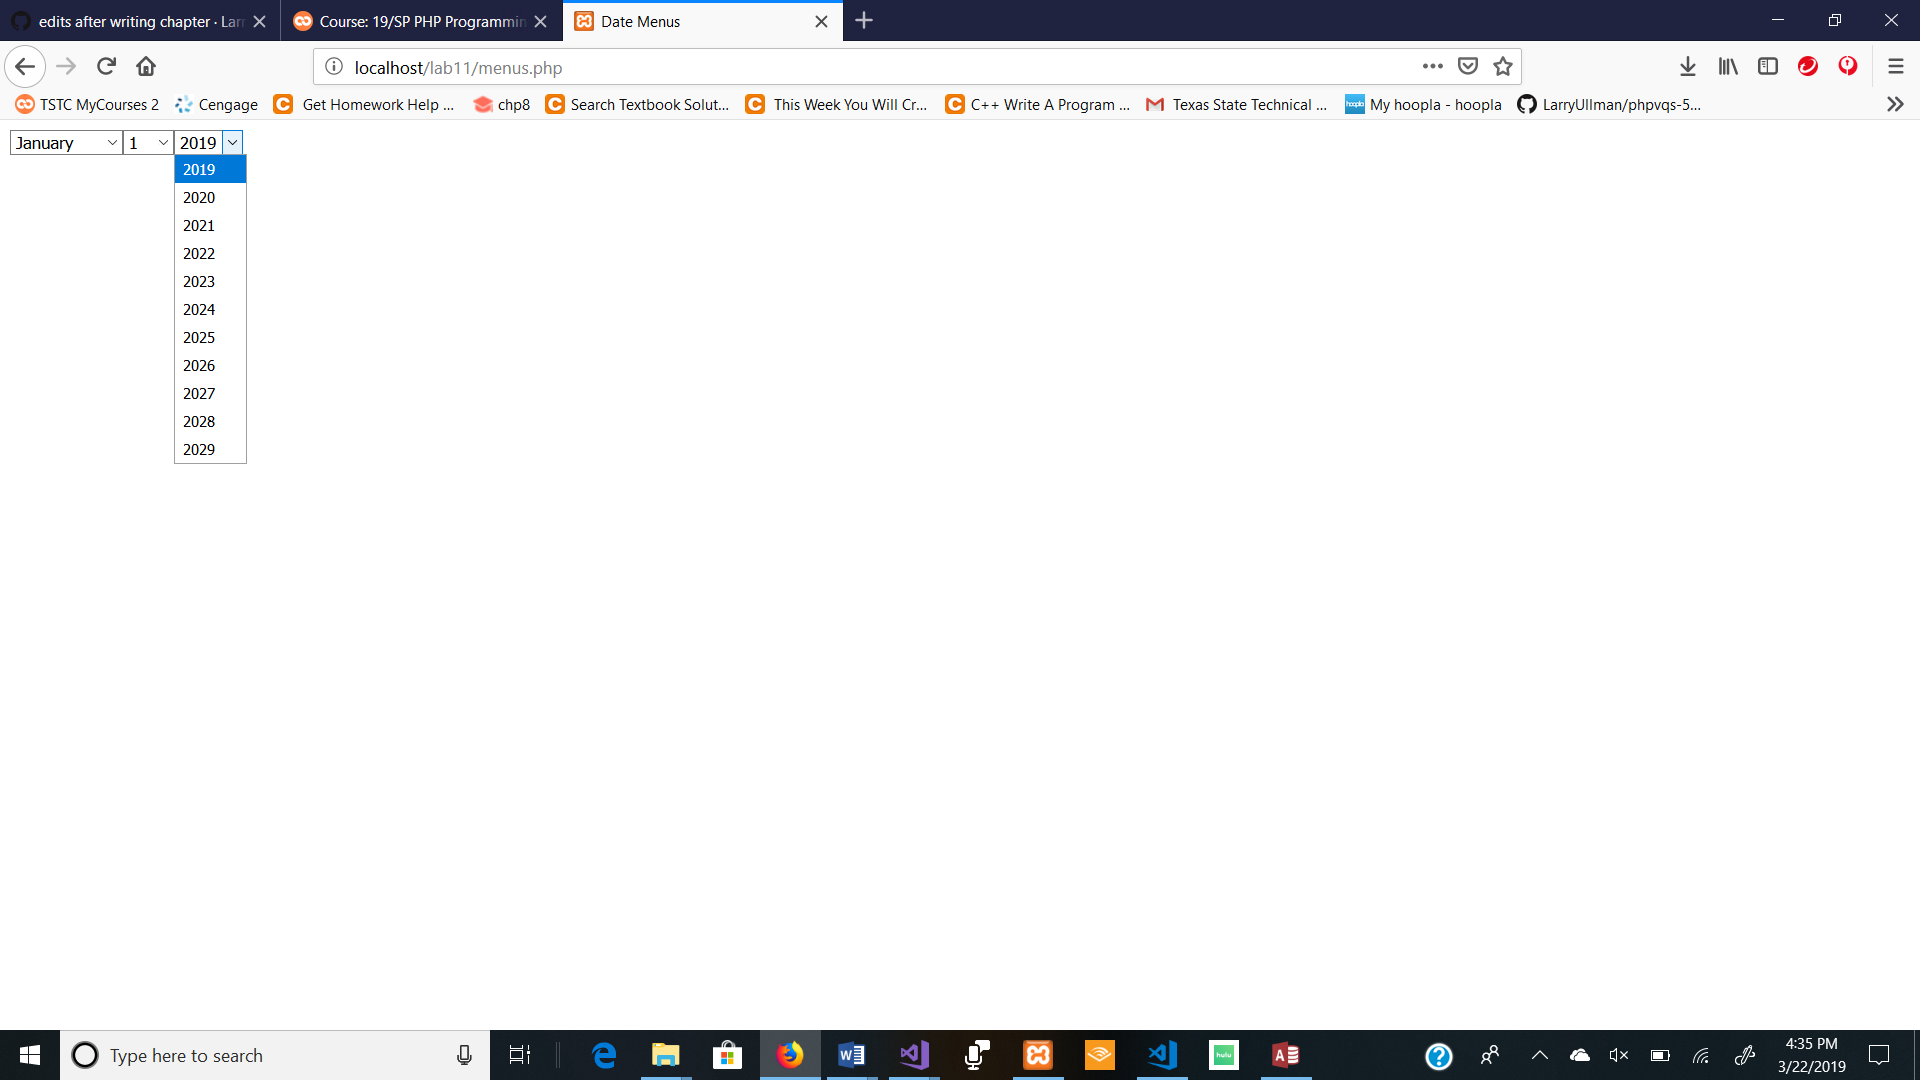 edits after writing chapter · Larr
Course: 19/SP PHP Programmin
Date Menus
localhost/lab11/menus.php
TSTC MyCourses 2
Cengage
Get Homework Help ...
chp8
Search Textbook Solut...
This Week You Will Cr...
C++ Write A Program ...
Texas State Technical ...
hoopla
My hoopla - hoopla
LarryUllman/phpvqs-5...
January 1 2019
2019
2020
2021
2022
2023
2024
2025
2026
2027
2028
2029
Type here to search
hulu
4:35 PM
3/22/2019